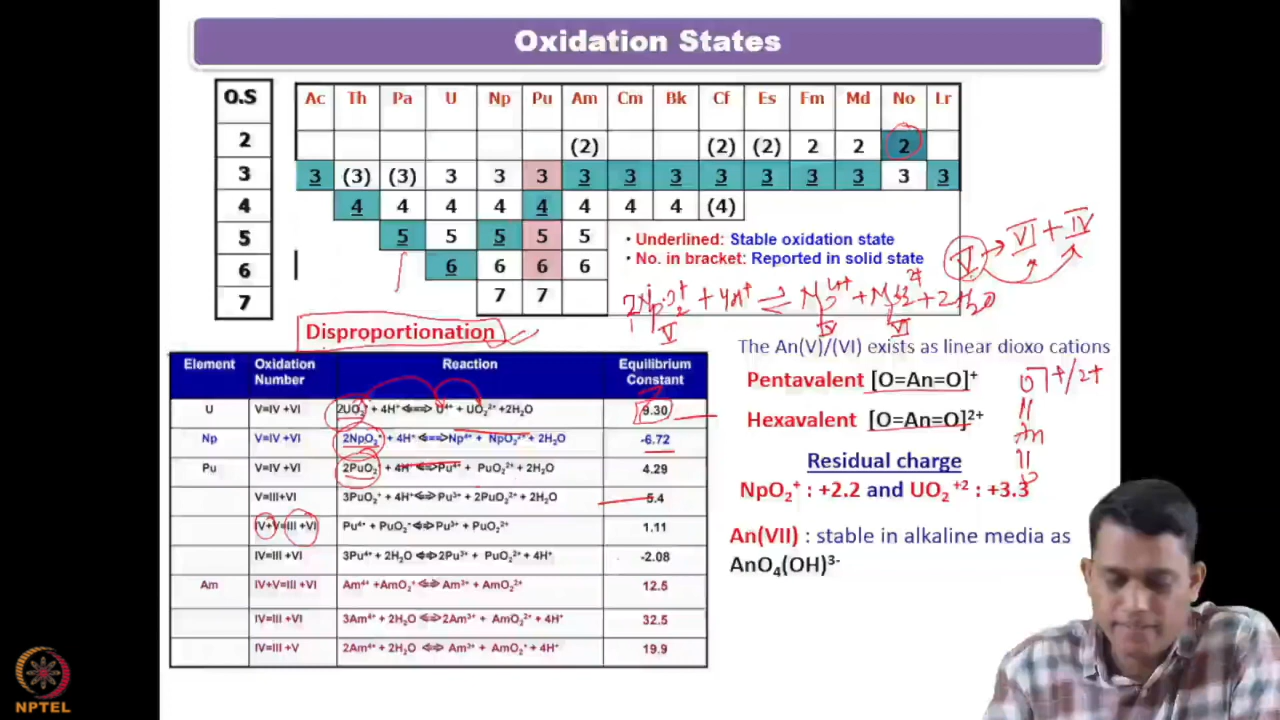 Oxidation States
O.S Ac Th Pa U Np Pu Am Cm Bk Cf Es Fm Md No Lr
2 (2) (2) (2) 2 2 2
3 3 (3) (3) 3 3 3 3 3 3 3 3 3 3 3 3
4 4 4 4 4 4 4 4 4 (4)
5 5 5 5 5 5
6 6 6 6 6
7 7 7
• Underlined: Stable oxidation state
• No. in bracket: Reported in solid state
V → VI + IV
V IV VI
Disproportionation
The An(V)/(VI) exists as linear dioxo cations
Pentavalent [O=An=O]⁺
Hexavalent [O=An=O]²⁺
O ⁺/²⁺
An
Residual charge
NpO₂⁺ : +2.2 and UO₂⁺² : +3.3
An(VII) : stable in alkaline media as
AnO₄(OH)³⁻
Element Oxidation Number Reaction Equilibrium Constant
U V=IV +VI 2UO₂ + 4H⁺⇔U⁴⁺ + UO₂²⁺ +2H₂O 9.30
Np V=IV +VI 2NpO₂⁺ + 4H⁺⇔Np⁴⁺ + NpO₂²⁺ + 2H₂O -6.72
Pu V=IV +VI 2PuO₂ + 4H⁺⇔Pu⁴⁺ + PuO₂²⁺ + 2H₂O 4.29
V=III+VI 3PuO₂⁺ + 4H⁺⇔Pu³⁺ + 2PuO₂²⁺ + 2H₂O 5.4
IV+V=III +VI Pu⁴⁺ + PuO₂⁺⇔Pu³⁺ + PuO₂²⁺ 1.11
IV=III +VI 3Pu⁴⁺ + 2H₂O ⇔2Pu³⁺ + PuO₂²⁺ + 4H⁺ -2.08
Am IV+V=III +VI Am⁴⁺ +AmO₂⁺⇔ Am³⁺ + AmO₂²⁺ 12.5
IV=III +VI 3Am⁴⁺ + 2H₂O ⇔2Am³⁺ + AmO₂²⁺ + 4H⁺ 32.5
IV=III +V 2Am⁴⁺ + 2H₂O ⇔ Am³⁺ + AmO₂⁺ + 4H⁺ 19.9
NPTEL